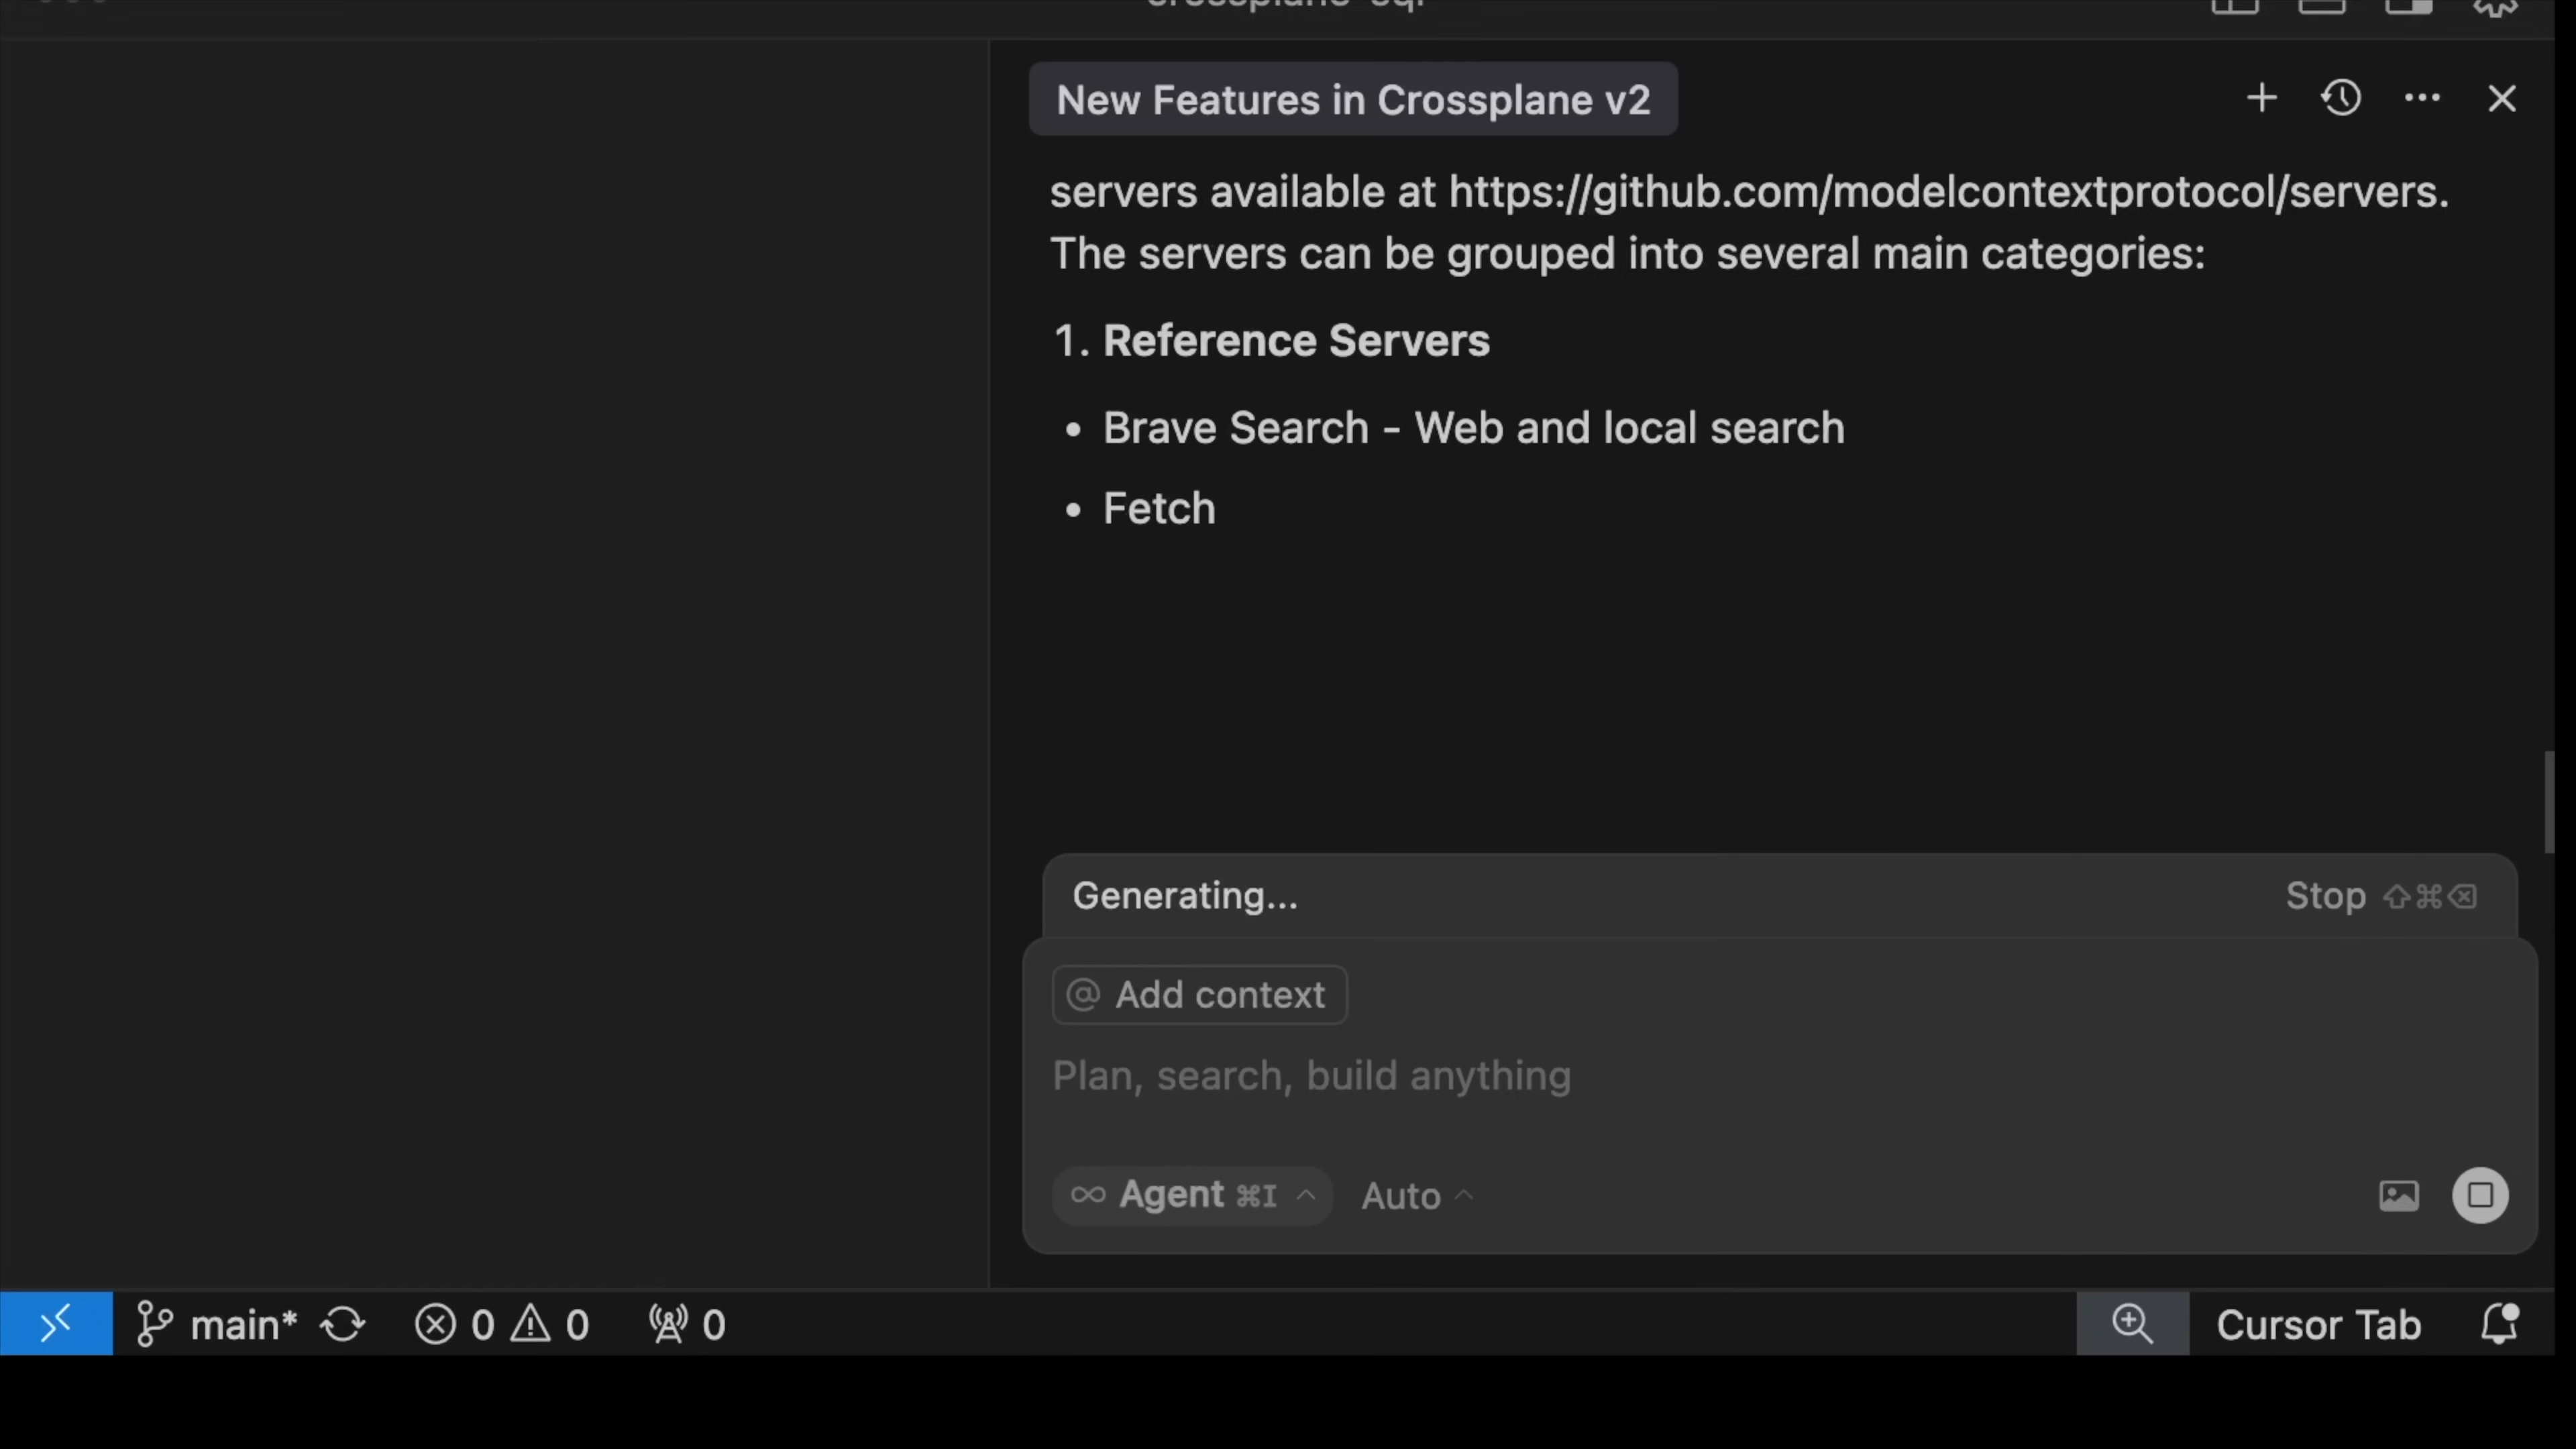 crossplane-sql
New Features in Crossplane v2
servers available at https://github.com/modelcontextprotocol/servers.
The servers can be grouped into several main categories:
1. Reference Servers
• Brave Search - Web and local search
• Fetch
Generating...
Stop ⇧⌘⌫
@ Add context
Plan, search, build anything
∞ Agent ⌘I
Auto
main*
0
0
0
Cursor Tab